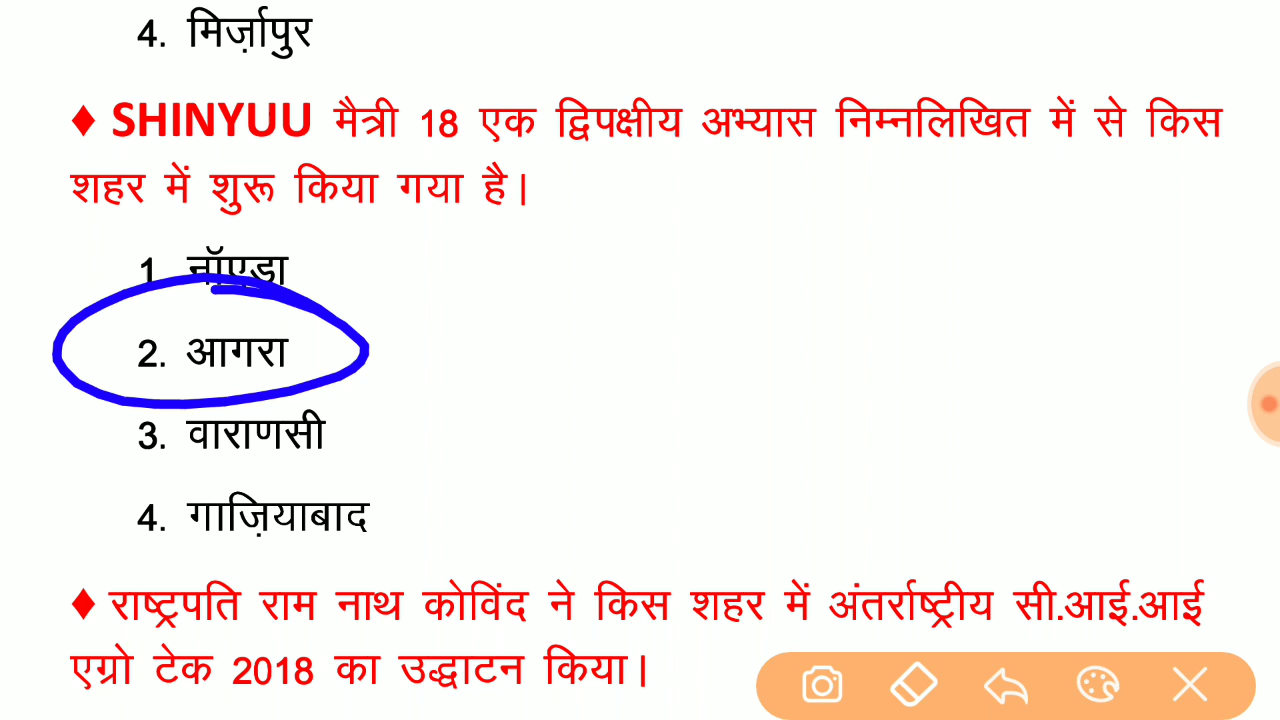 4. मिर्ज़ापुर
♦ SHINYUU मैत्री 18 एक द्विपक्षीय अभ्यास निम्नलिखित में से किस
शहर में शुरू किया गया है।
1. नॉएडा
2. आगरा
3. वाराणसी
4. गाज़ियाबाद
♦ राष्ट्रपति राम नाथ कोविंद ने किस शहर में अंतर्राष्ट्रीय सी.आई.आई
एग्रो टेक 2018 का उद्घाटन किया।